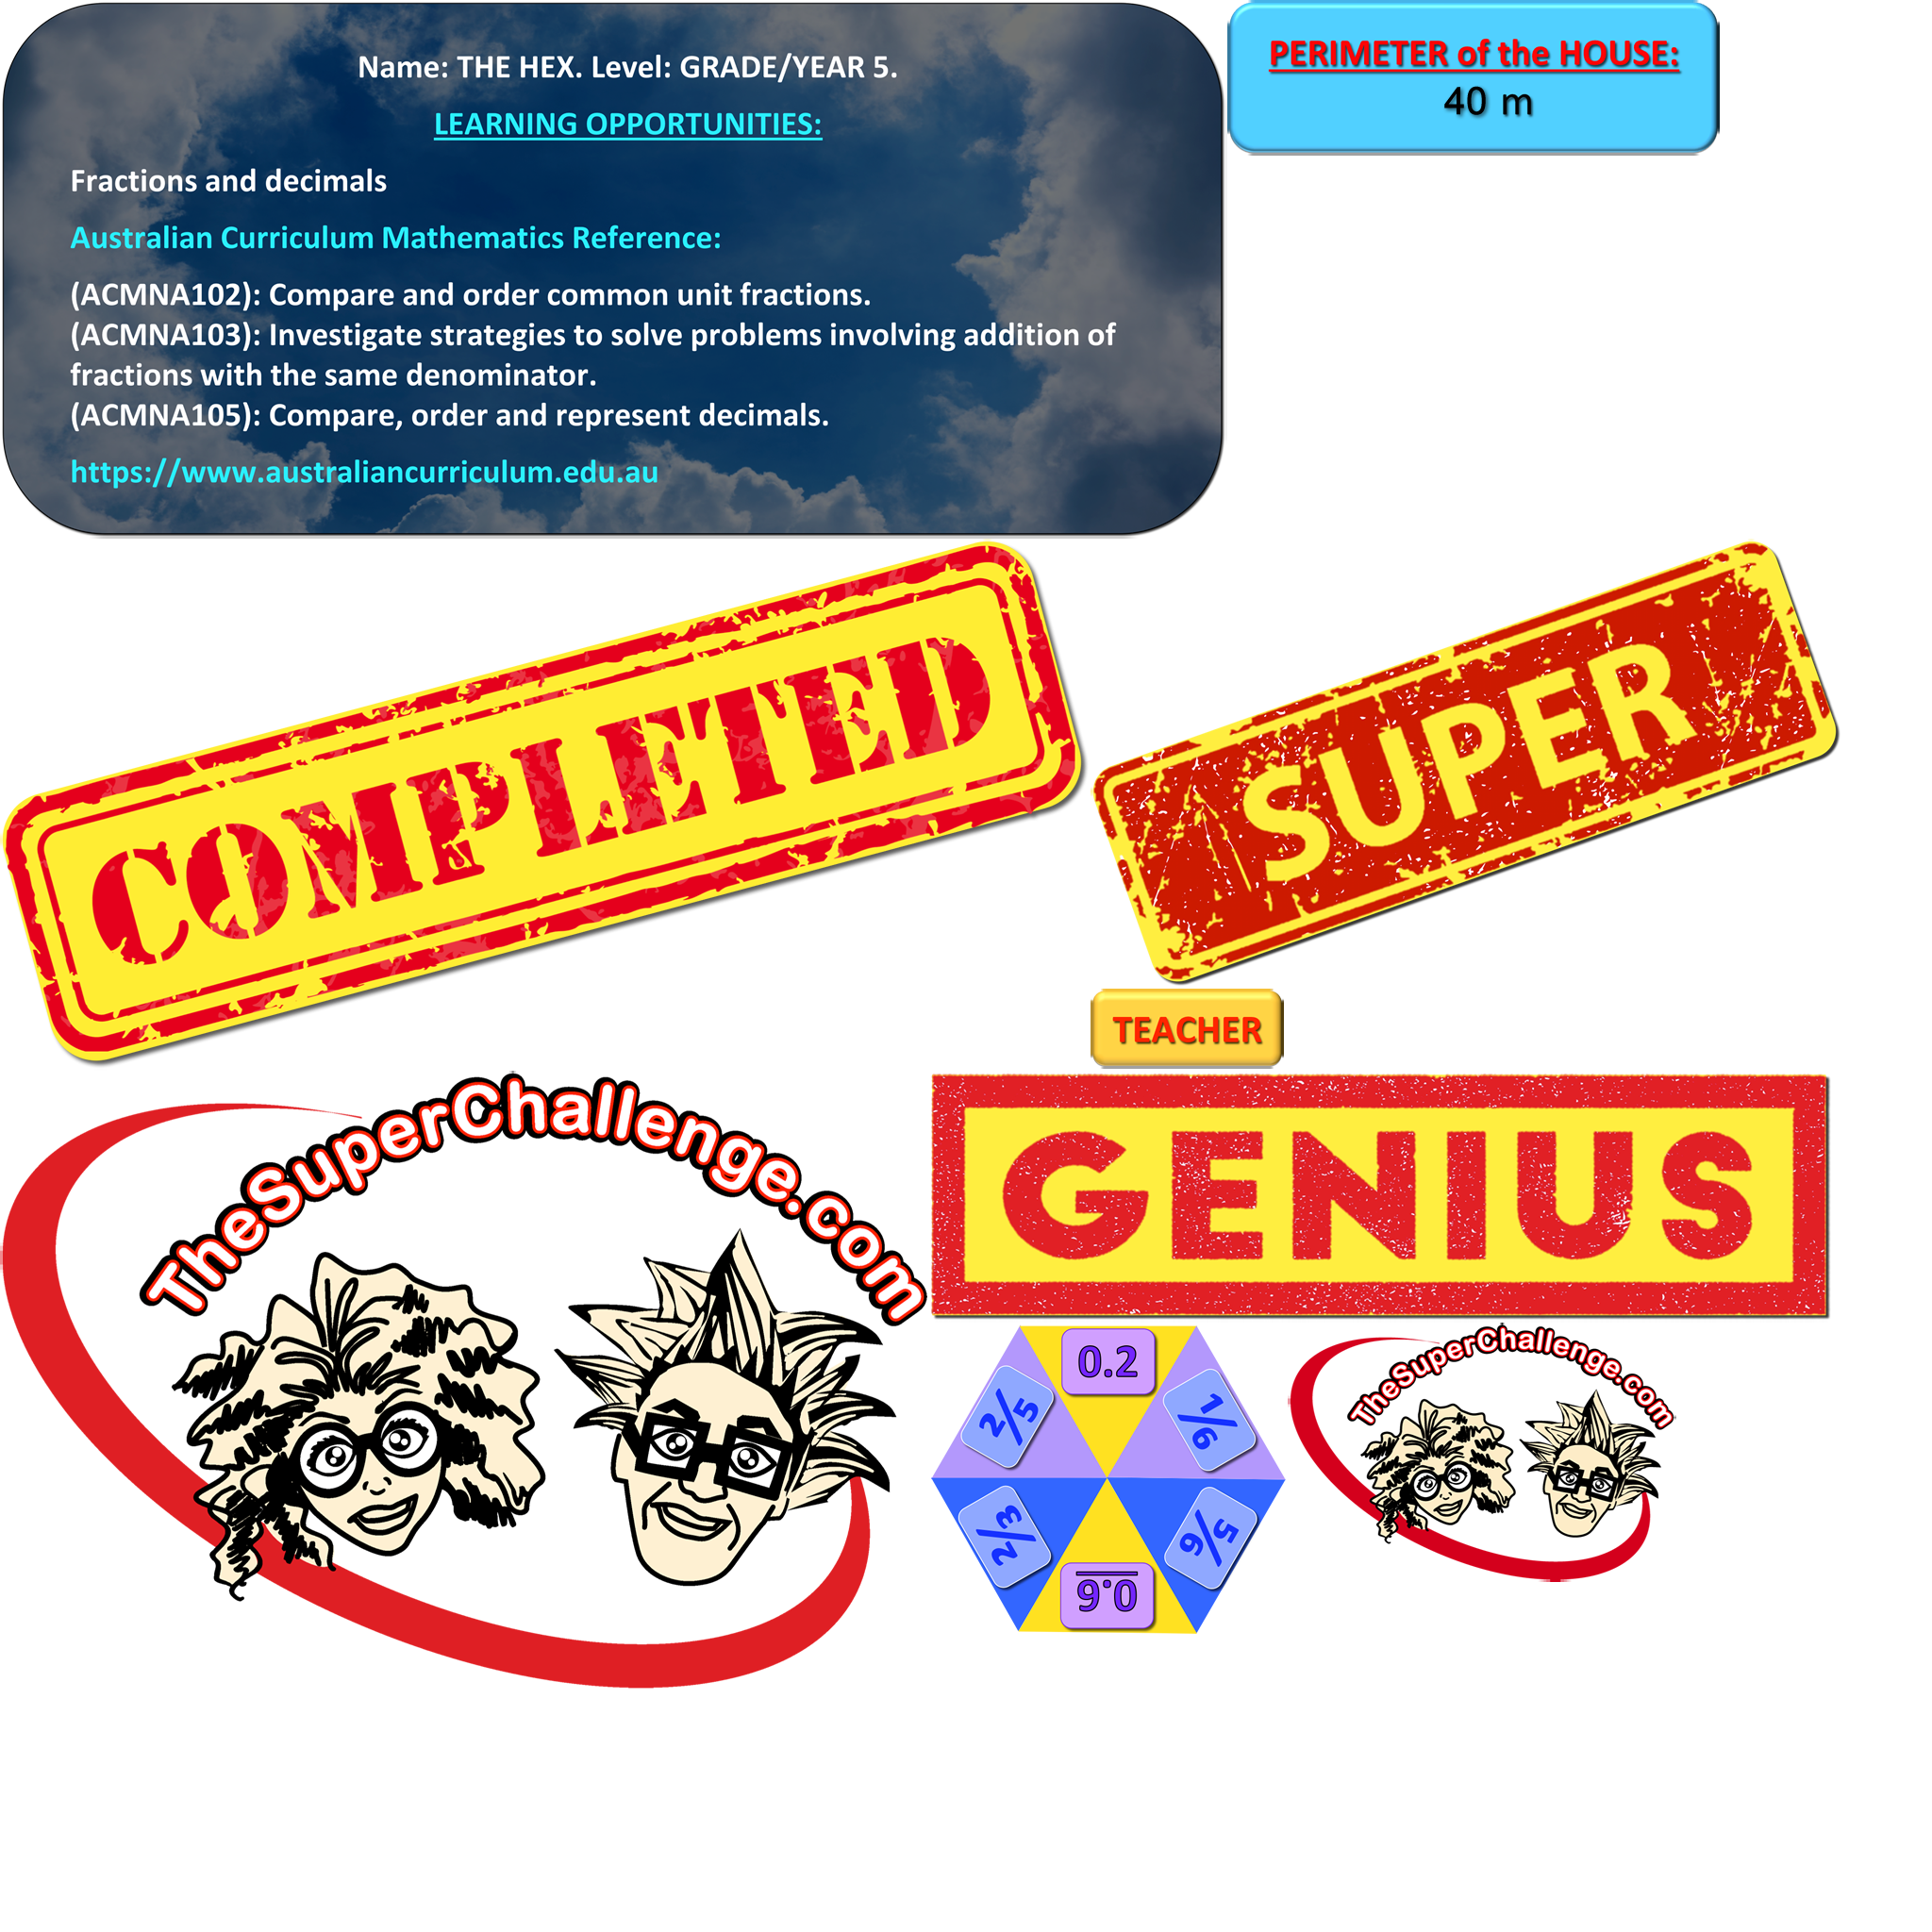 Name: THE HEX. Level: GRADE/YEAR 5.
LEARNING OPPORTUNITIES:
Fractions and decimals
Australian Curriculum Mathematics Reference:
(ACMNA102): Compare and order common unit fractions.
(ACMNA103): Investigate strategies to solve problems involving addition of
fractions with the same denominator.
(ACMNA105): Compare, order and represent decimals.
https://www.australiancurriculum.edu.au
PERIMETER of the HOUSE:
40 m
COMPLETED
SUPER
TEACHER
TheSuperChallenge.com
GENIUS
0.2
2/5
1/6
2/3
5/6
0.6
TheSuperChallenge.com